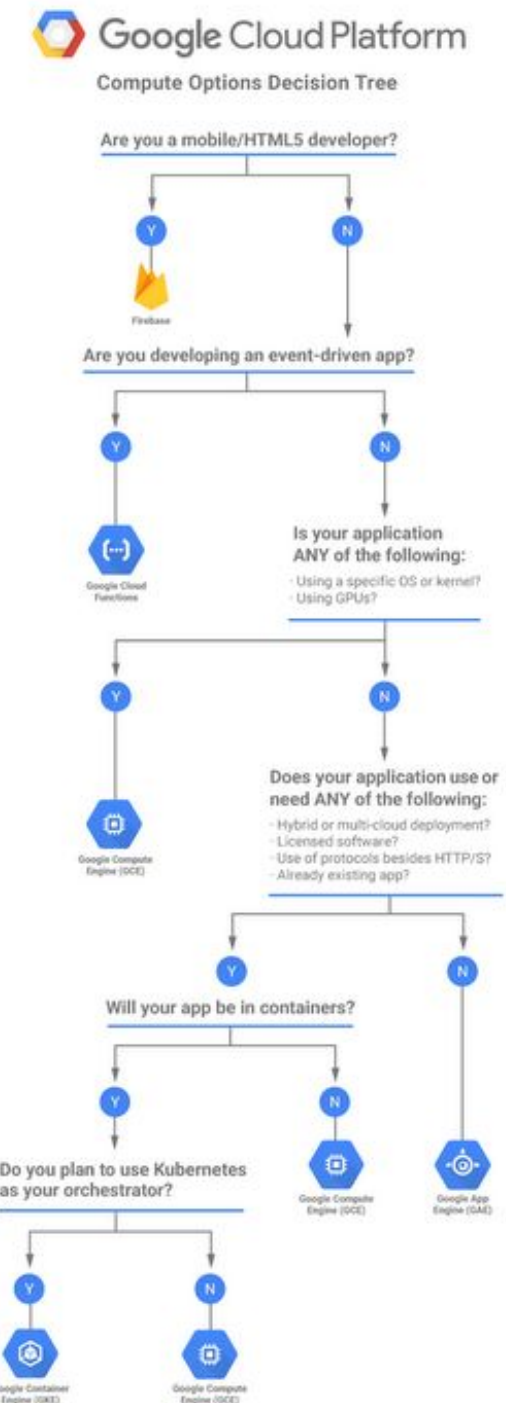 Google Cloud Platform
Compute Options Decision Tree
Are you a mobile/HTML5 developer?
Y
N
Firebase
Are you developing an event-driven app?
Y
N
Google Cloud
Functions
Is your application
ANY of the following:
· Using a specific OS or kernel?
· Using GPUs?
Y
N
Google Compute
Engine (GCE)
Does your application use or
need ANY of the following:
· Hybrid or multi-cloud deployment?
· Licensed software?
· Use of protocols besides HTTP/S?
· Already existing app?
Y
N
Will your app be in containers?
Y
N
Google Compute
Engine (GCE)
Google App
Engine (GAE)
Do you plan to use Kubernetes
as your orchestrator?
Y
N
oogle Container
Engine (GKE)
Google Compute
Engine (GCE)